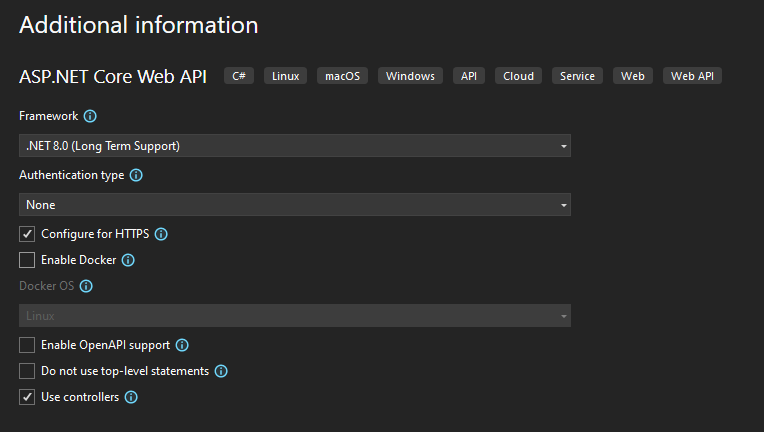 Additional information
ASP.NET Core Web API C# Linux macOS Windows API Cloud Service Web Web API
Framework
.NET 8.0 (Long Term Support)
Authentication type
None
Configure for HTTPS
Enable Docker
Docker OS
Linux
Enable OpenAPI support
Do not use top-level statements
Use controllers